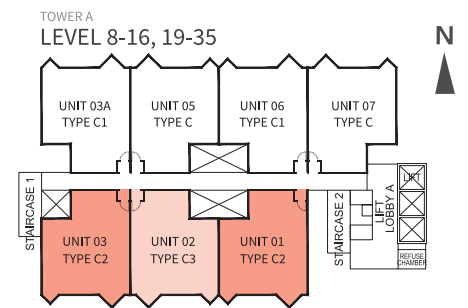 TOWER A
LEVEL 8-16, 19-35
N
UNIT 03A
TYPE C1
UNIT 05
TYPE C
UNIT 06
TYPE C1
UNIT 07
TYPE C
STAIRCASE 1
UNIT 03
TYPE C2
UNIT 02
TYPE C3
UNIT 01
TYPE C2
STAIRCASE 2
LIFT
LOBBY A
LIFT
REFUSE
CHAMBER